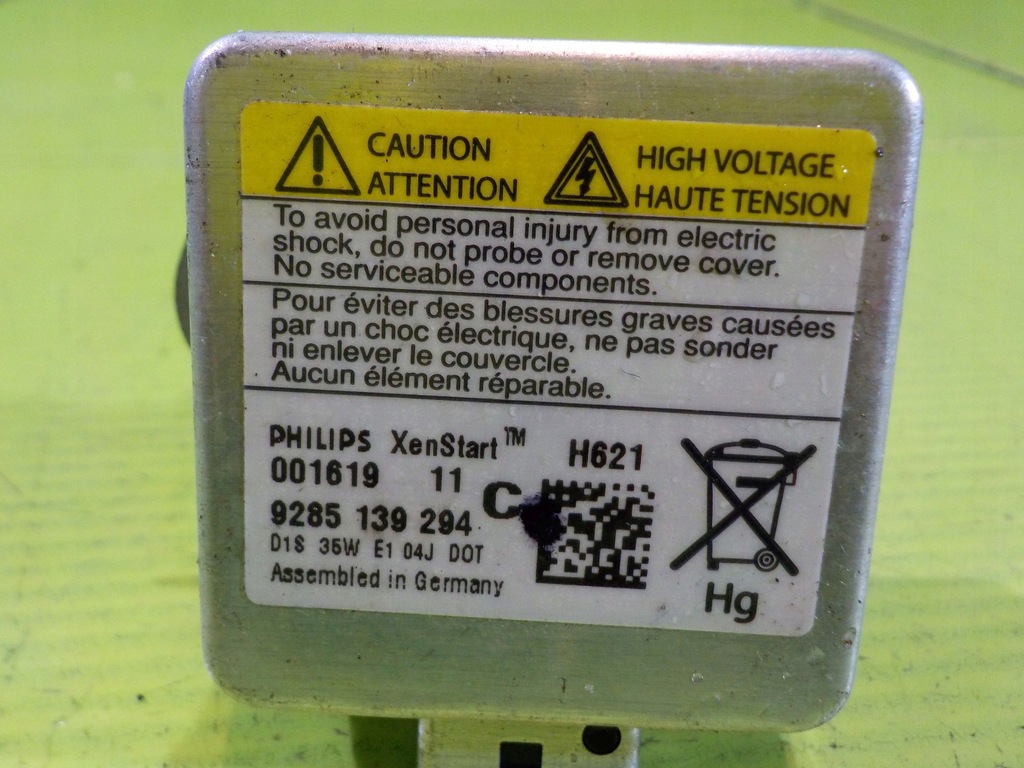 CAUTION
ATTENTION
HIGH VOLTAGE
HAUTE TENSION
To avoid personal injury from electric
shock, do not probe or remove cover.
No serviceable components.
Pour éviter des blessures graves causées
par un choc électrique, ne pas sonder
ni enlever le couvercle.
Aucun élément réparable.
PHILIPS XenStart™ H621
001619 11
9285 139 294 C
D1S 35W E1 04J DOT
Assembled in Germany
Hg